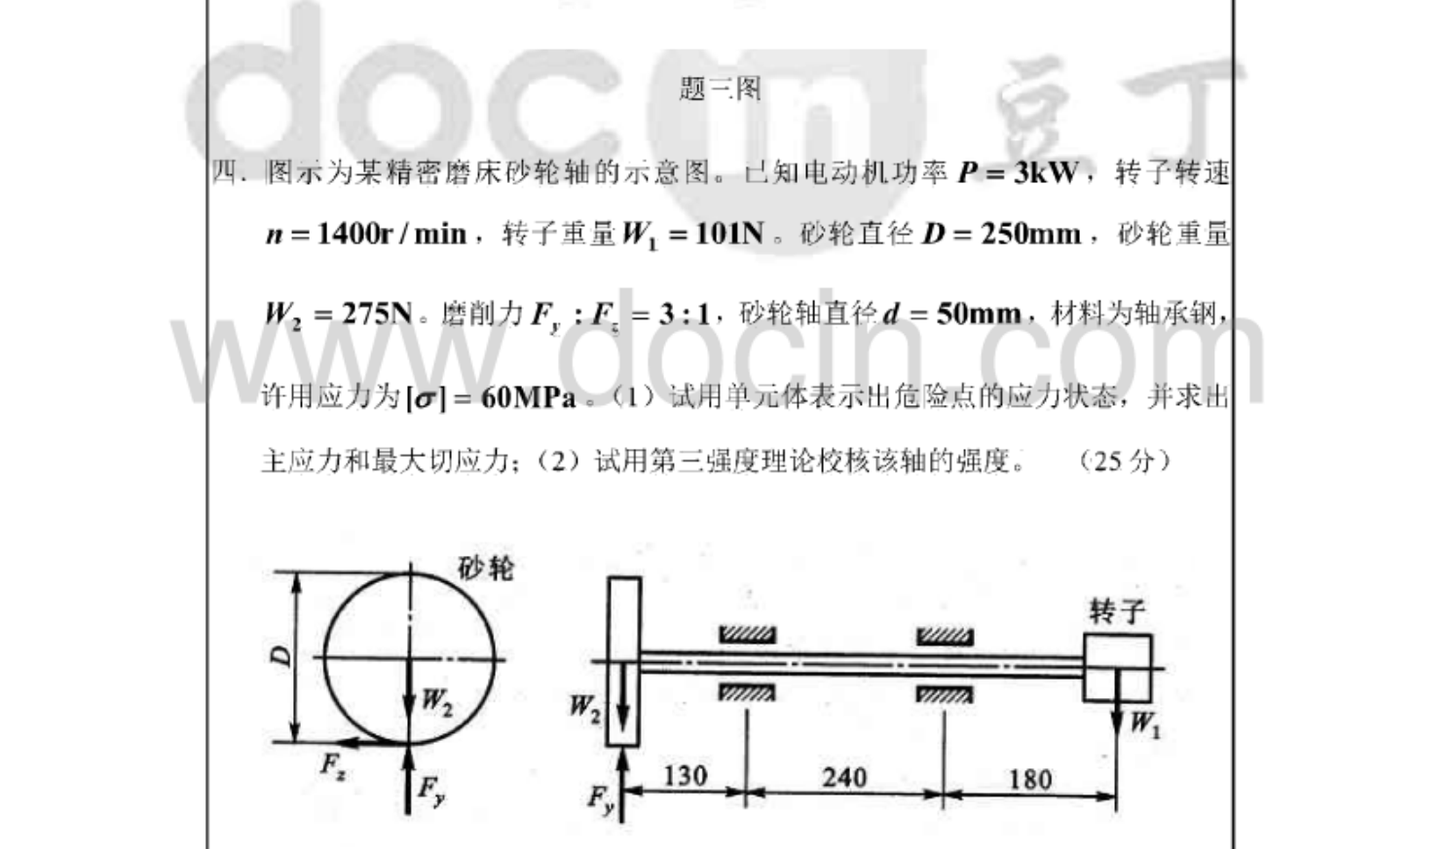 docin 豆丁
题三图
四. 图示为某精密磨床砂轮轴的示意图。已知电动机功率 P = 3kW，转子转速
n = 1400r / min，转子重量 W₁ = 101N。砂轮直径 D = 250mm，砂轮重量
W₂ = 275N。磨削力 F_y : F_z = 3 : 1，砂轮轴直径 d = 50mm，材料为轴承钢，
www.docin.com
许用应力为 [σ] = 60MPa。（1）试用单元体表示出危险点的应力状态，并求出
主应力和最大切应力；（2）试用第三强度理论校核该轴的强度。 （25 分）
砂轮
转子
D
W₂
W₂
W₁
F_z
F_y
F_y
130
240
180